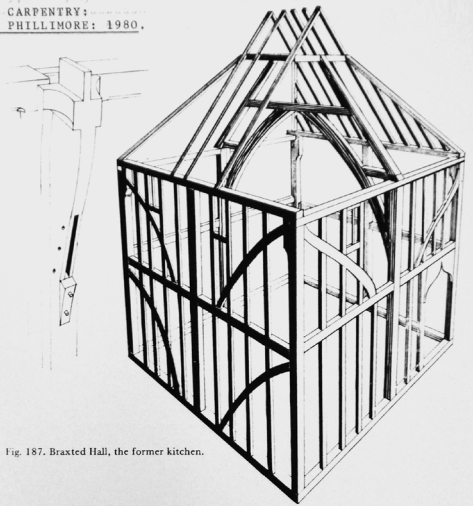 CARPENTRY:
PHILLIMORE: 1980.
Fig. 187. Braxted Hall, the former kitchen.